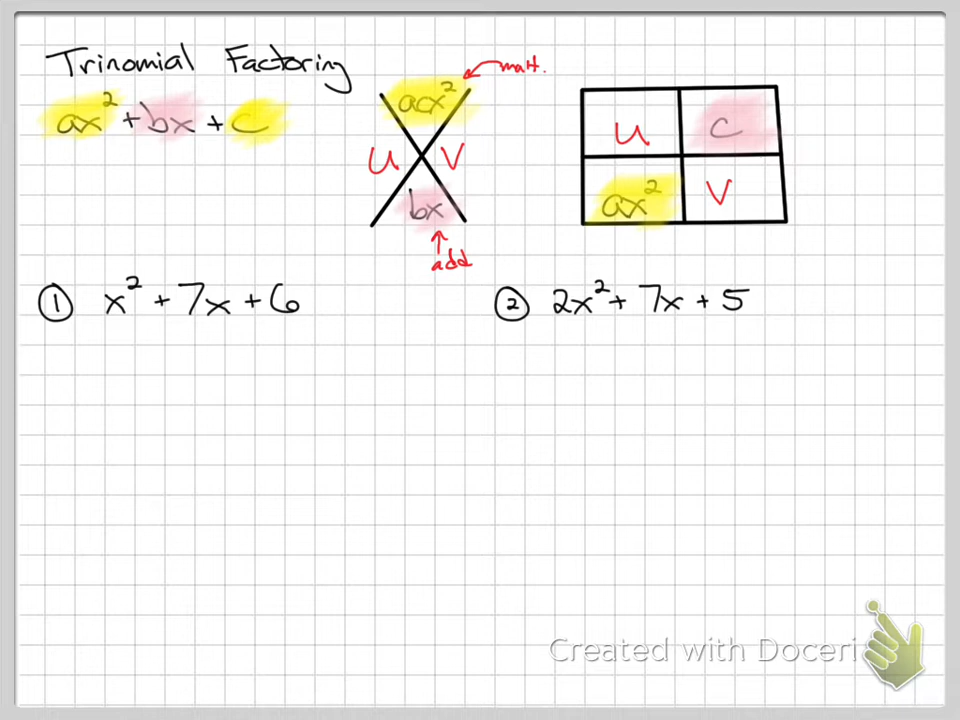 Trinomial Factoring
ax² + bx + c
acx²
mult.
U V
bx
add
U C
ax² V
① x² + 7x + 6
② 2x² + 7x + 5
Created with Doceri